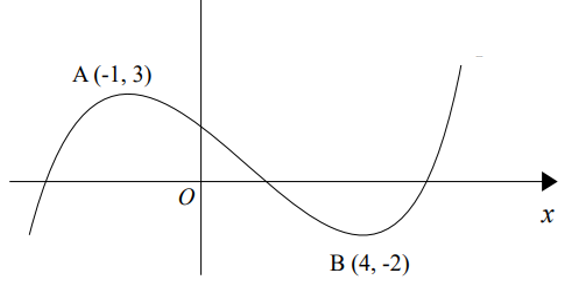 A (-1, 3)
O
x
B (4, -2)